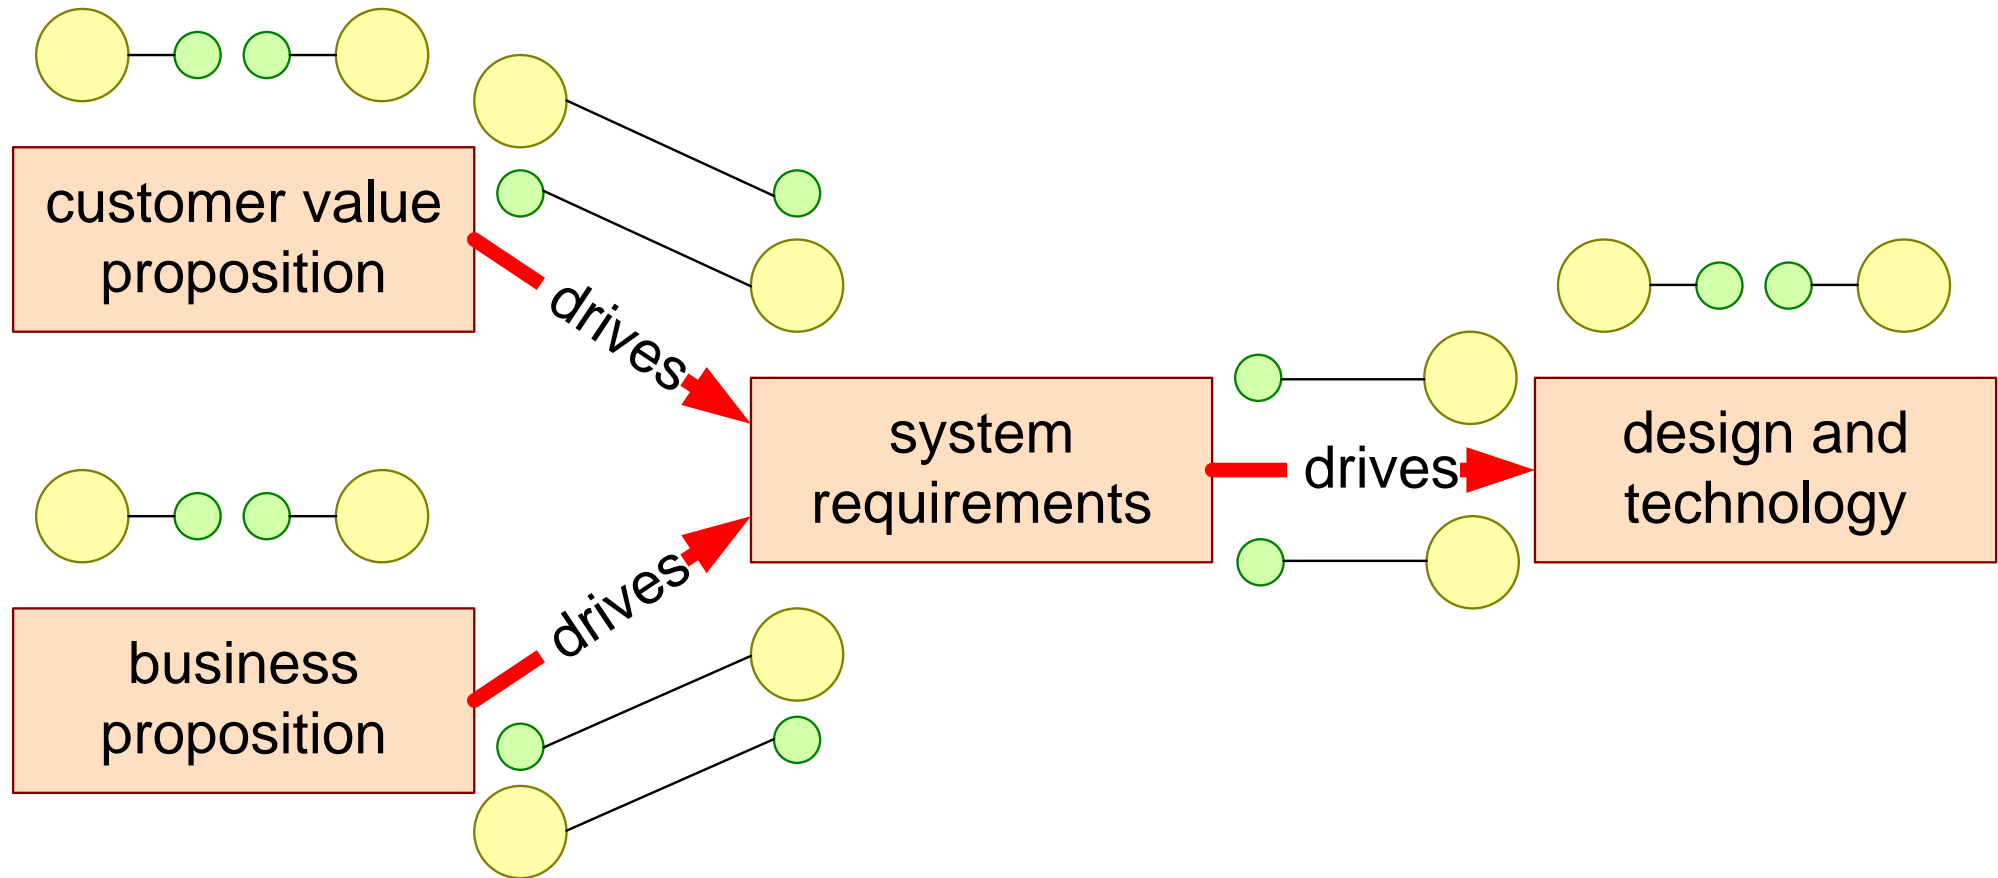 customer value
proposition
drives
system
requirements
drives
design and
technology
business
proposition
drives